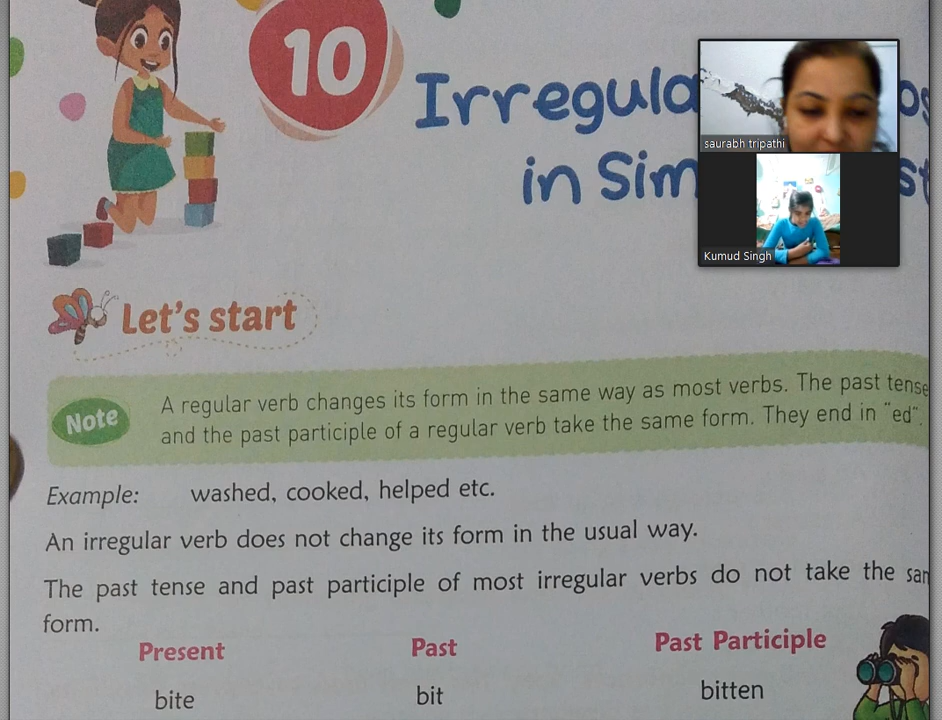 10
Irregula
in Sim
saurabh tripathi
Kumud Singh
Let's start
Note
A regular verb changes its form in the same way as most verbs. The past tense
and the past participle of a regular verb take the same form. They end in "ed".
Example: washed, cooked, helped etc.
An irregular verb does not change its form in the usual way.
The past tense and past participle of most irregular verbs do not take the sa
form.
Present Past Past Participle
bite bit bitten